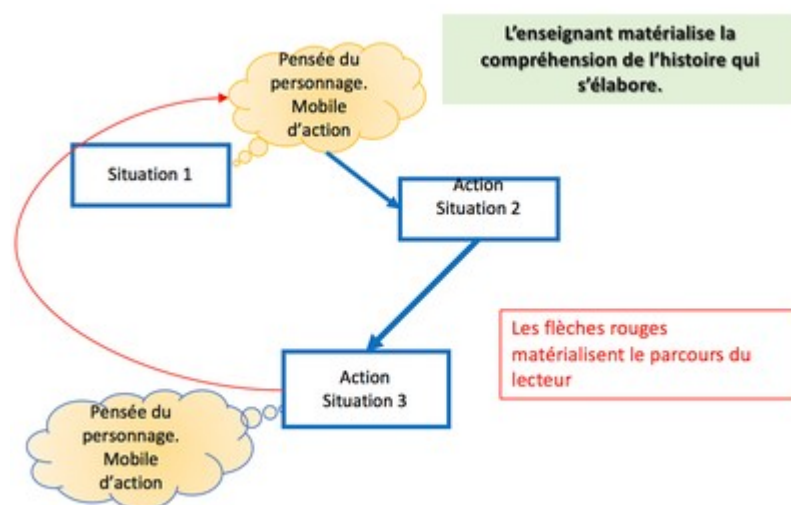 L'enseignant matérialise la
compréhension de l'histoire qui
s'élabore.
Pensée du
personnage.
Mobile
d'action
Situation 1
Action
Situation 2
Les flèches rouges
matérialisent le parcours du
lecteur
Action
Situation 3
Pensée du
personnage.
Mobile
d'action